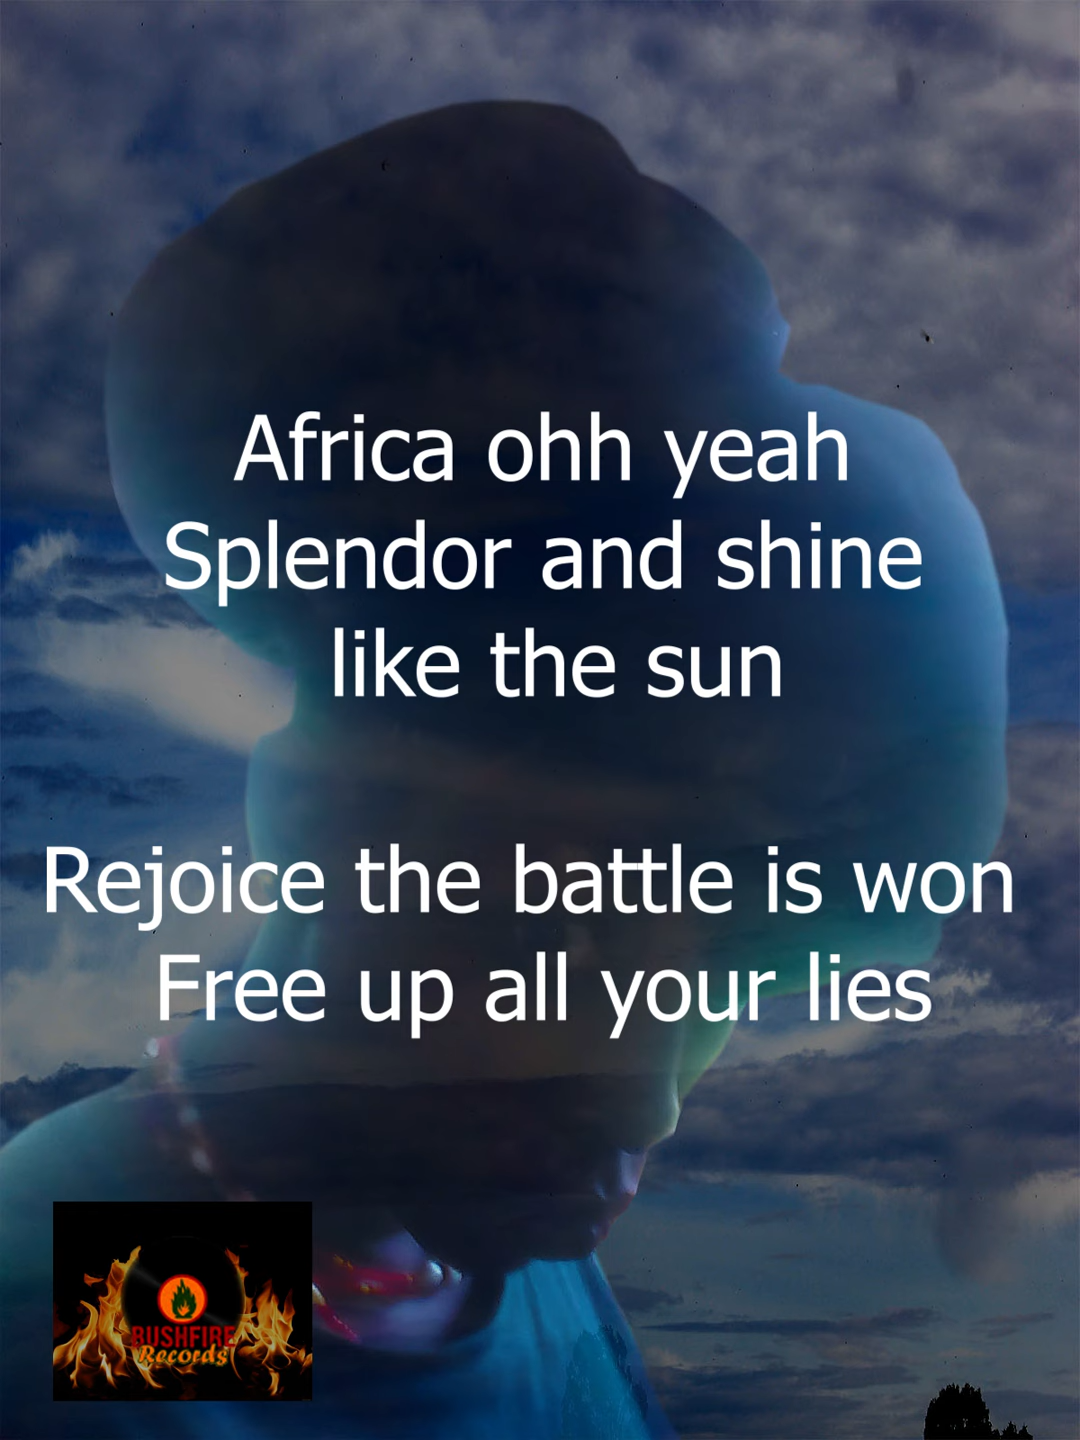 Africa ohh yeah
Splendor and shine
like the sun
Rejoice the battle is won
Free up all your lies
BUSHFIRE
Records